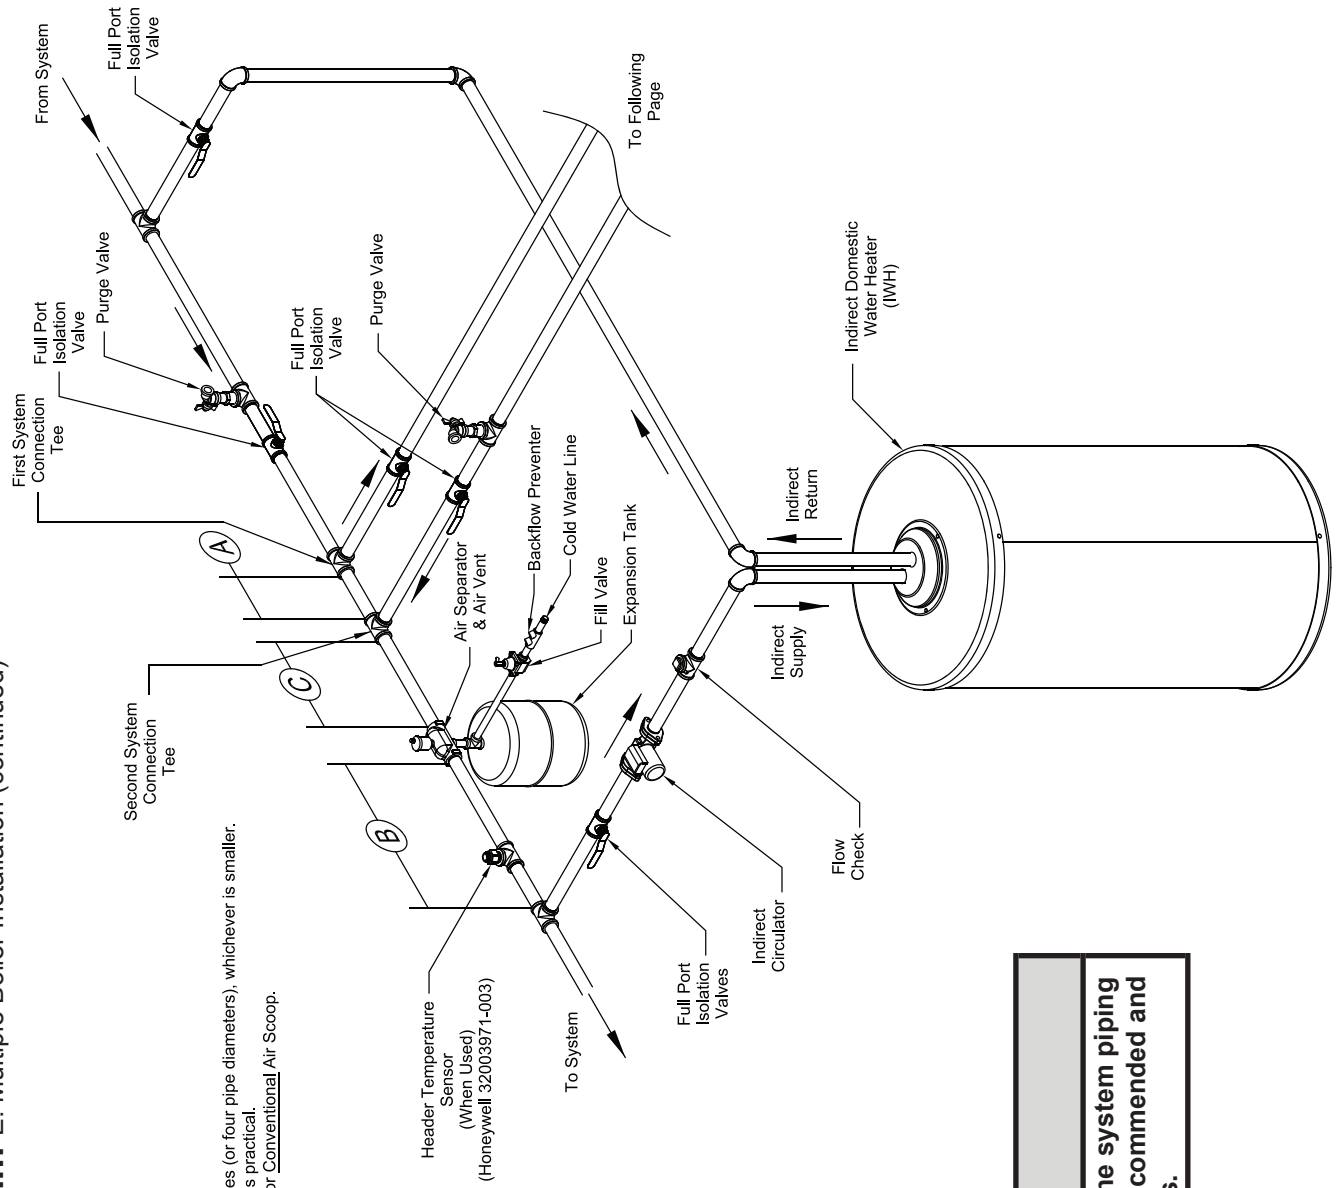 E. Multiple Boiler Installation (continued)
es (or four pipe diameters), whichever is smaller.
s practical.
or Conventional Air Scoop.
From System
Full Port
Isolation
Valve
Purge Valve
Full Port
Isolation
Valve
First System
Connection
Tee
Second System
Connection
Tee
A
C
B
Full Port
Isolation
Valve
Purge Valve
To Following
Page
Air Separator
& Air Vent
Backflow Preventer
Cold Water Line
Fill Valve
Expansion Tank
Header Temperature
Sensor
(When Used)
(Honeywell 32003971-003)
To System
Full Port
Isolation
Valves
Indirect
Circulator
Flow
Check
Indirect
Supply
Indirect
Return
Indirect Domestic
Water Heater
(IWH)
he system piping
commended and
s.